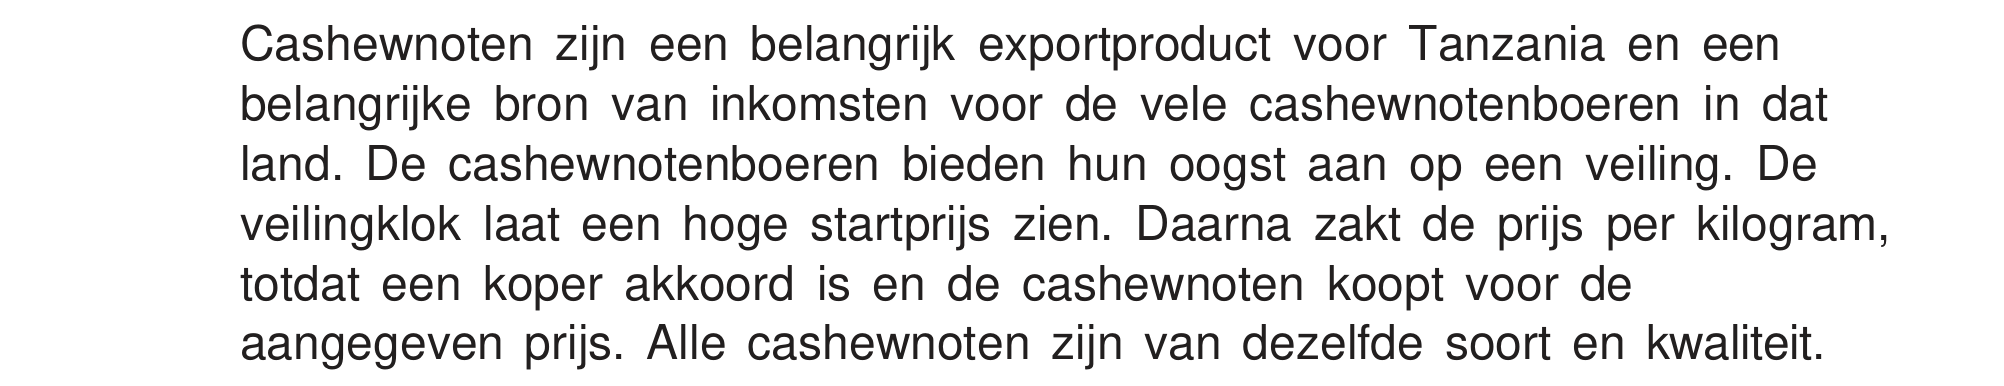 Cashewnoten zijn een belangrijk exportproduct voor Tanzania en een
belangrijke bron van inkomsten voor de vele cashewnotenboeren in dat
land. De cashewnotenboeren bieden hun oogst aan op een veiling. De
veilingklok laat een hoge startprijs zien. Daarna zakt de prijs per kilogram,
totdat een koper akkoord is en de cashewnoten koopt voor de
aangegeven prijs. Alle cashewnoten zijn van dezelfde soort en kwaliteit.